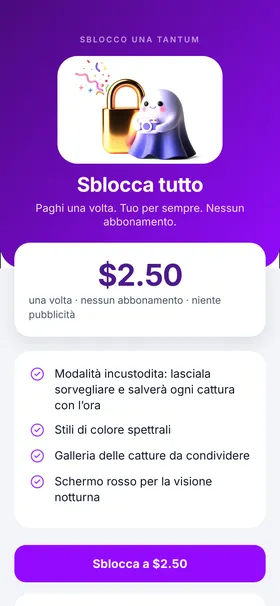 SBLOCCO UNA TANTUM
Sblocca tutto
Paghi una volta. Tuo per sempre. Nessun
abbonamento.
$2.50
una volta · nessun abbonamento · niente
pubblicità
Modalità incustodita: lasciala
sorvegliare e salverà ogni cattura
con l'ora
Stili di colore spettrali
Galleria delle catture da condividere
Schermo rosso per la visione
notturna
Sblocca a $2.50